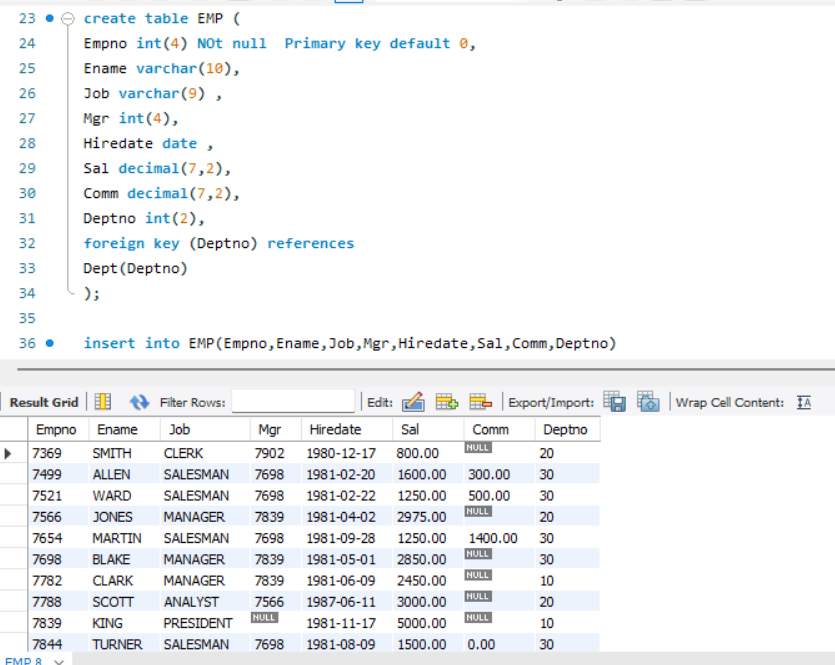 23 create table EMP (
24 Empno int(4) NOt null  Primary key default 0,
25 Ename varchar(10),
26 Job varchar(9) ,
27 Mgr int(4),
28 Hiredate date ,
29 Sal decimal(7,2),
30 Comm decimal(7,2),
31 Deptno int(2),
32 foreign key (Deptno) references
33 Dept(Deptno)
34 );
35
36 insert into EMP(Empno,Ename,Job,Mgr,Hiredate,Sal,Comm,Deptno)
Result Grid Filter Rows: Edit: Export/Import: Wrap Cell Content: IA
Empno Ename Job Mgr Hiredate Sal Comm Deptno
7369 SMITH CLERK 7902 1980-12-17 800.00 NULL 20
7499 ALLEN SALESMAN 7698 1981-02-20 1600.00 300.00 30
7521 WARD SALESMAN 7698 1981-02-22 1250.00 500.00 30
7566 JONES MANAGER 7839 1981-04-02 2975.00 NULL 20
7654 MARTIN SALESMAN 7698 1981-09-28 1250.00 1400.00 30
7698 BLAKE MANAGER 7839 1981-05-01 2850.00 NULL 30
7782 CLARK MANAGER 7839 1981-06-09 2450.00 NULL 10
7788 SCOTT ANALYST 7566 1987-06-11 3000.00 NULL 20
7839 KING PRESIDENT NULL 1981-11-17 5000.00 NULL 10
7844 TURNER SALESMAN 7698 1981-08-09 1500.00 0.00 30
EMP 8